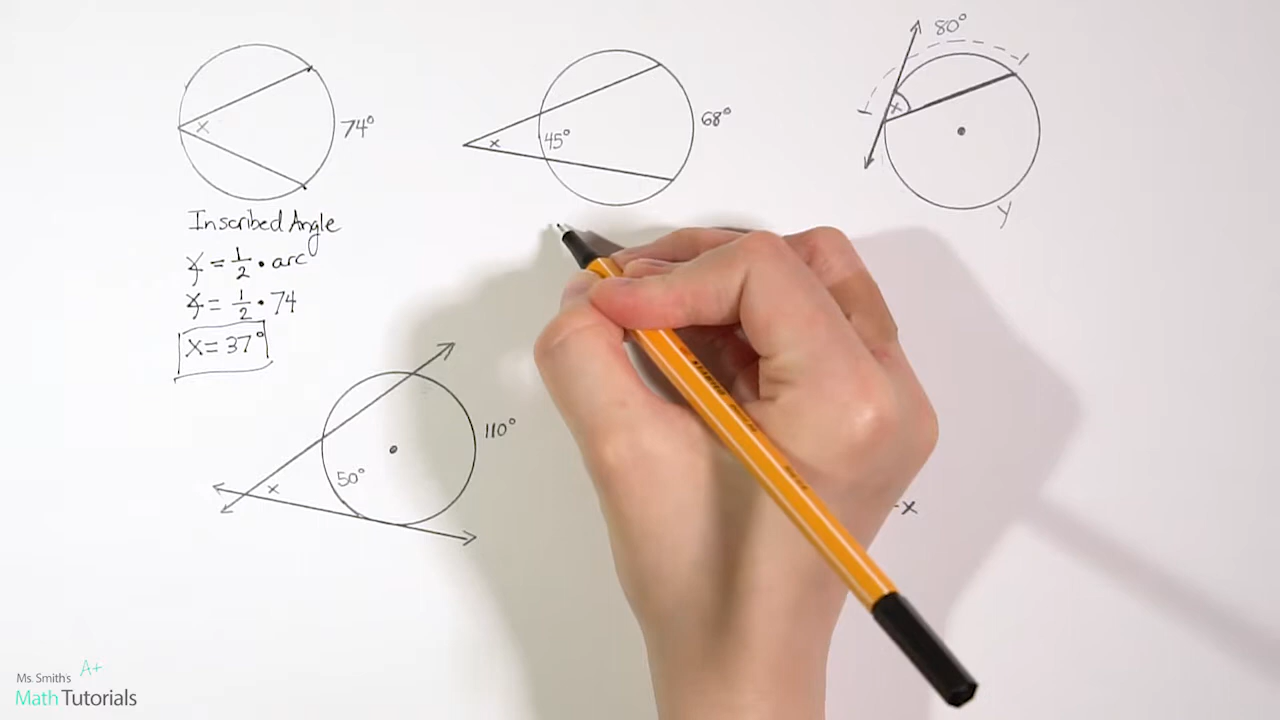 x
74°
Inscribed Angle
∡ = 1/2 • arc
∡ = 1/2 • 74
x = 37°
x
45°
68°
80°
x
y
x
50°
110°
-x
Ms. Smith's A+
Math Tutorials